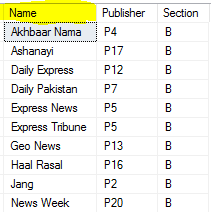 Name Publisher Section
Akhbaar Nama P4 B
Ashanayi P17 B
Daily Express P12 B
Daily Pakistan P7 B
Express News P5 B
Express Tribune P5 B
Geo News P13 B
Haal Rasal P16 B
Jang P2 B
News Week P20 B